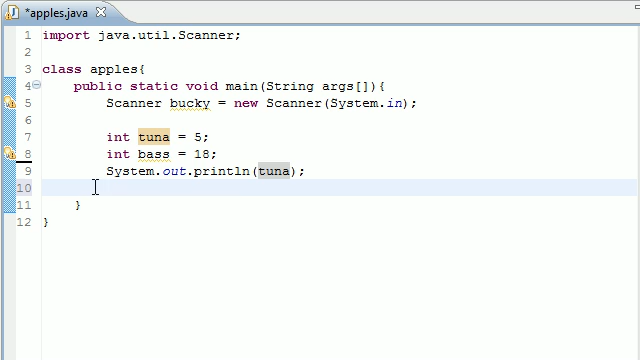 *apples.java
1 import java.util.Scanner;
2
3 class apples{
4 public static void main(String args[]){
5 Scanner bucky = new Scanner(System.in);
6
7 int tuna = 5;
8 int bass = 18;
9 System.out.println(tuna);
10
11 }
12 }